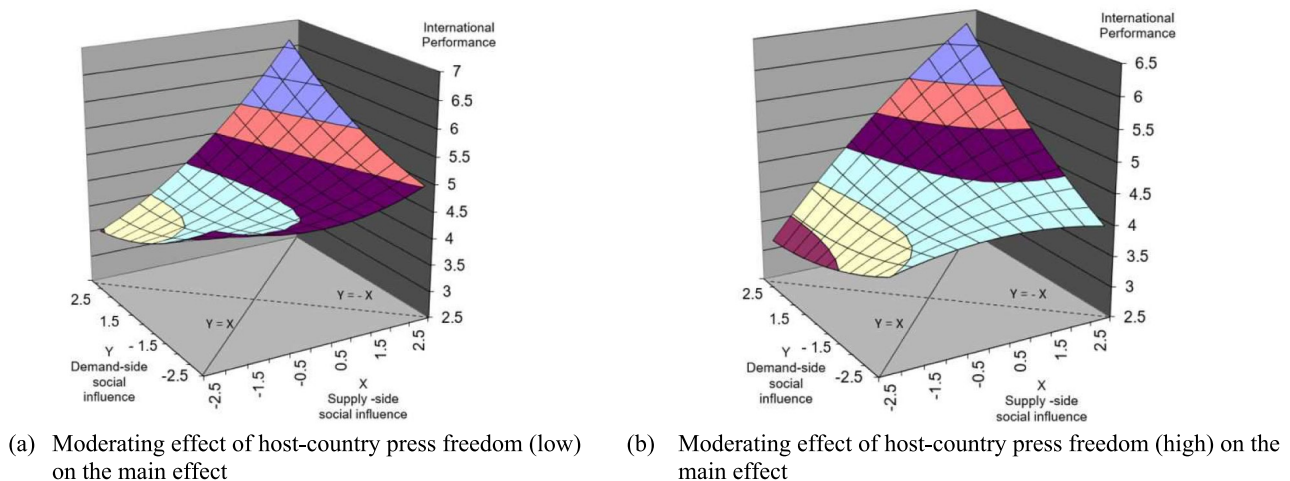 International
Performance
7
6.5
6
5.5
5
4.5
4
3.5
3
2.5
2.5
1.5
- 1.5
-2.5
Y
Demand-side
social
influence
-2.5
-1.5
-0.5
0.5
1.5
2.5
X
Supply -side
social influence
Y = - X
Y = X
(a) Moderating effect of host-country press freedom (low)
on the main effect
International
Performance
6.5
6
5.5
5
4.5
4
3.5
3
2.5
2.5
1.5
- 1.5
-2.5
Y
Demand-side
social
influence
-2.5
-1.5
-0.5
0.5
1.5
2.5
X
Supply -side
social influence
Y = - X
Y = X
(b) Moderating effect of host-country press freedom (high) on the
main effect